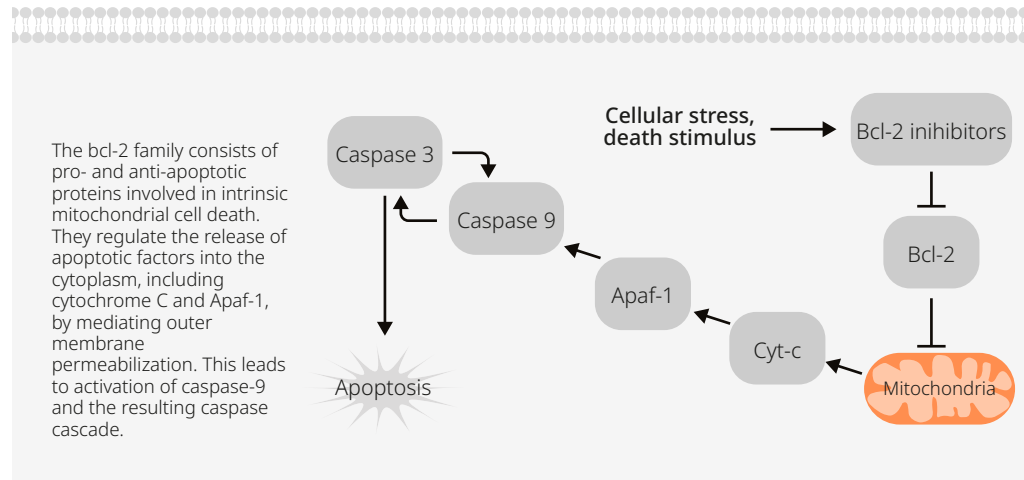 The bcl-2 family consists of
pro- and anti-apoptotic
proteins involved in intrinsic
mitochondrial cell death.
They regulate the release of
apoptotic factors into the
cytoplasm, including
cytochrome C and Apaf-1,
by mediating outer
membrane
permeabilization. This leads
to activation of caspase-9
and the resulting caspase
cascade.
Caspase 3
Caspase 9
Apoptosis
Apaf-1
Cyt-c
Cellular stress,
death stimulus
Bcl-2 inihibitors
Bcl-2
Mitochondria